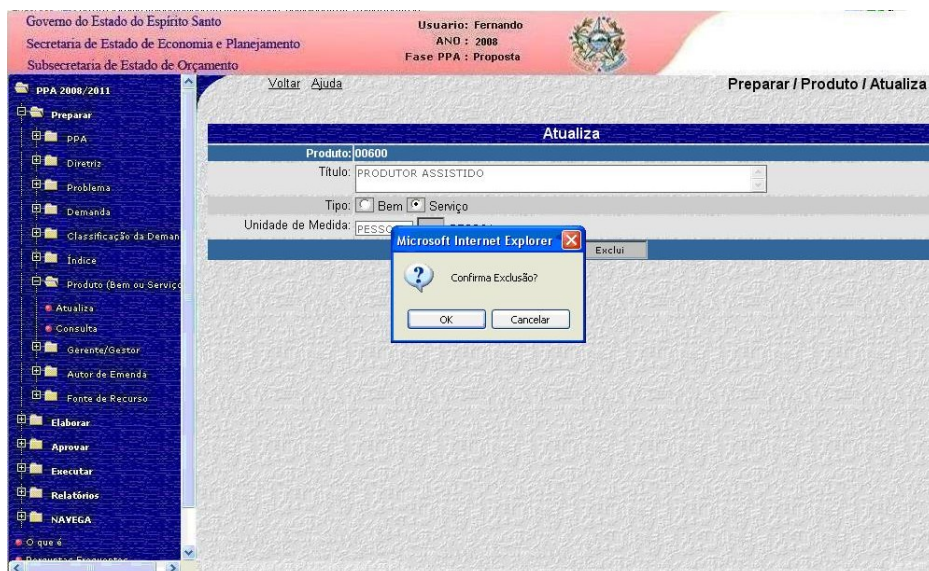 Governo do Estado do Espírito Santo
Secretaria de Estado de Economia e Planejamento
Subsecretaria de Estado de Orçamento
Usuario: Fernando
ANO : 2008
Fase PPA : Proposta
PPA 2008/2011
Preparar
PPA
Diretriz
Problema
Demanda
Classificação da Deman
Índice
Produto (Bem ou Serviço
Atualiza
Consulta
Gerente/Gestor
Autor de Emenda
Fonte de Recurso
Elaborar
Aprovar
Executar
Relatórios
NAVEGA
O que é
Perguntas Frequentes
Voltar Ajuda
Preparar / Produto / Atualiza
Atualiza
Produto: 00600
Título: PRODUTOR ASSISTIDO
Tipo: Bem Serviço
Unidade de Medida: PESSO
Exclui
Microsoft Internet Explorer
Confirma Exclusão?
OK Cancelar